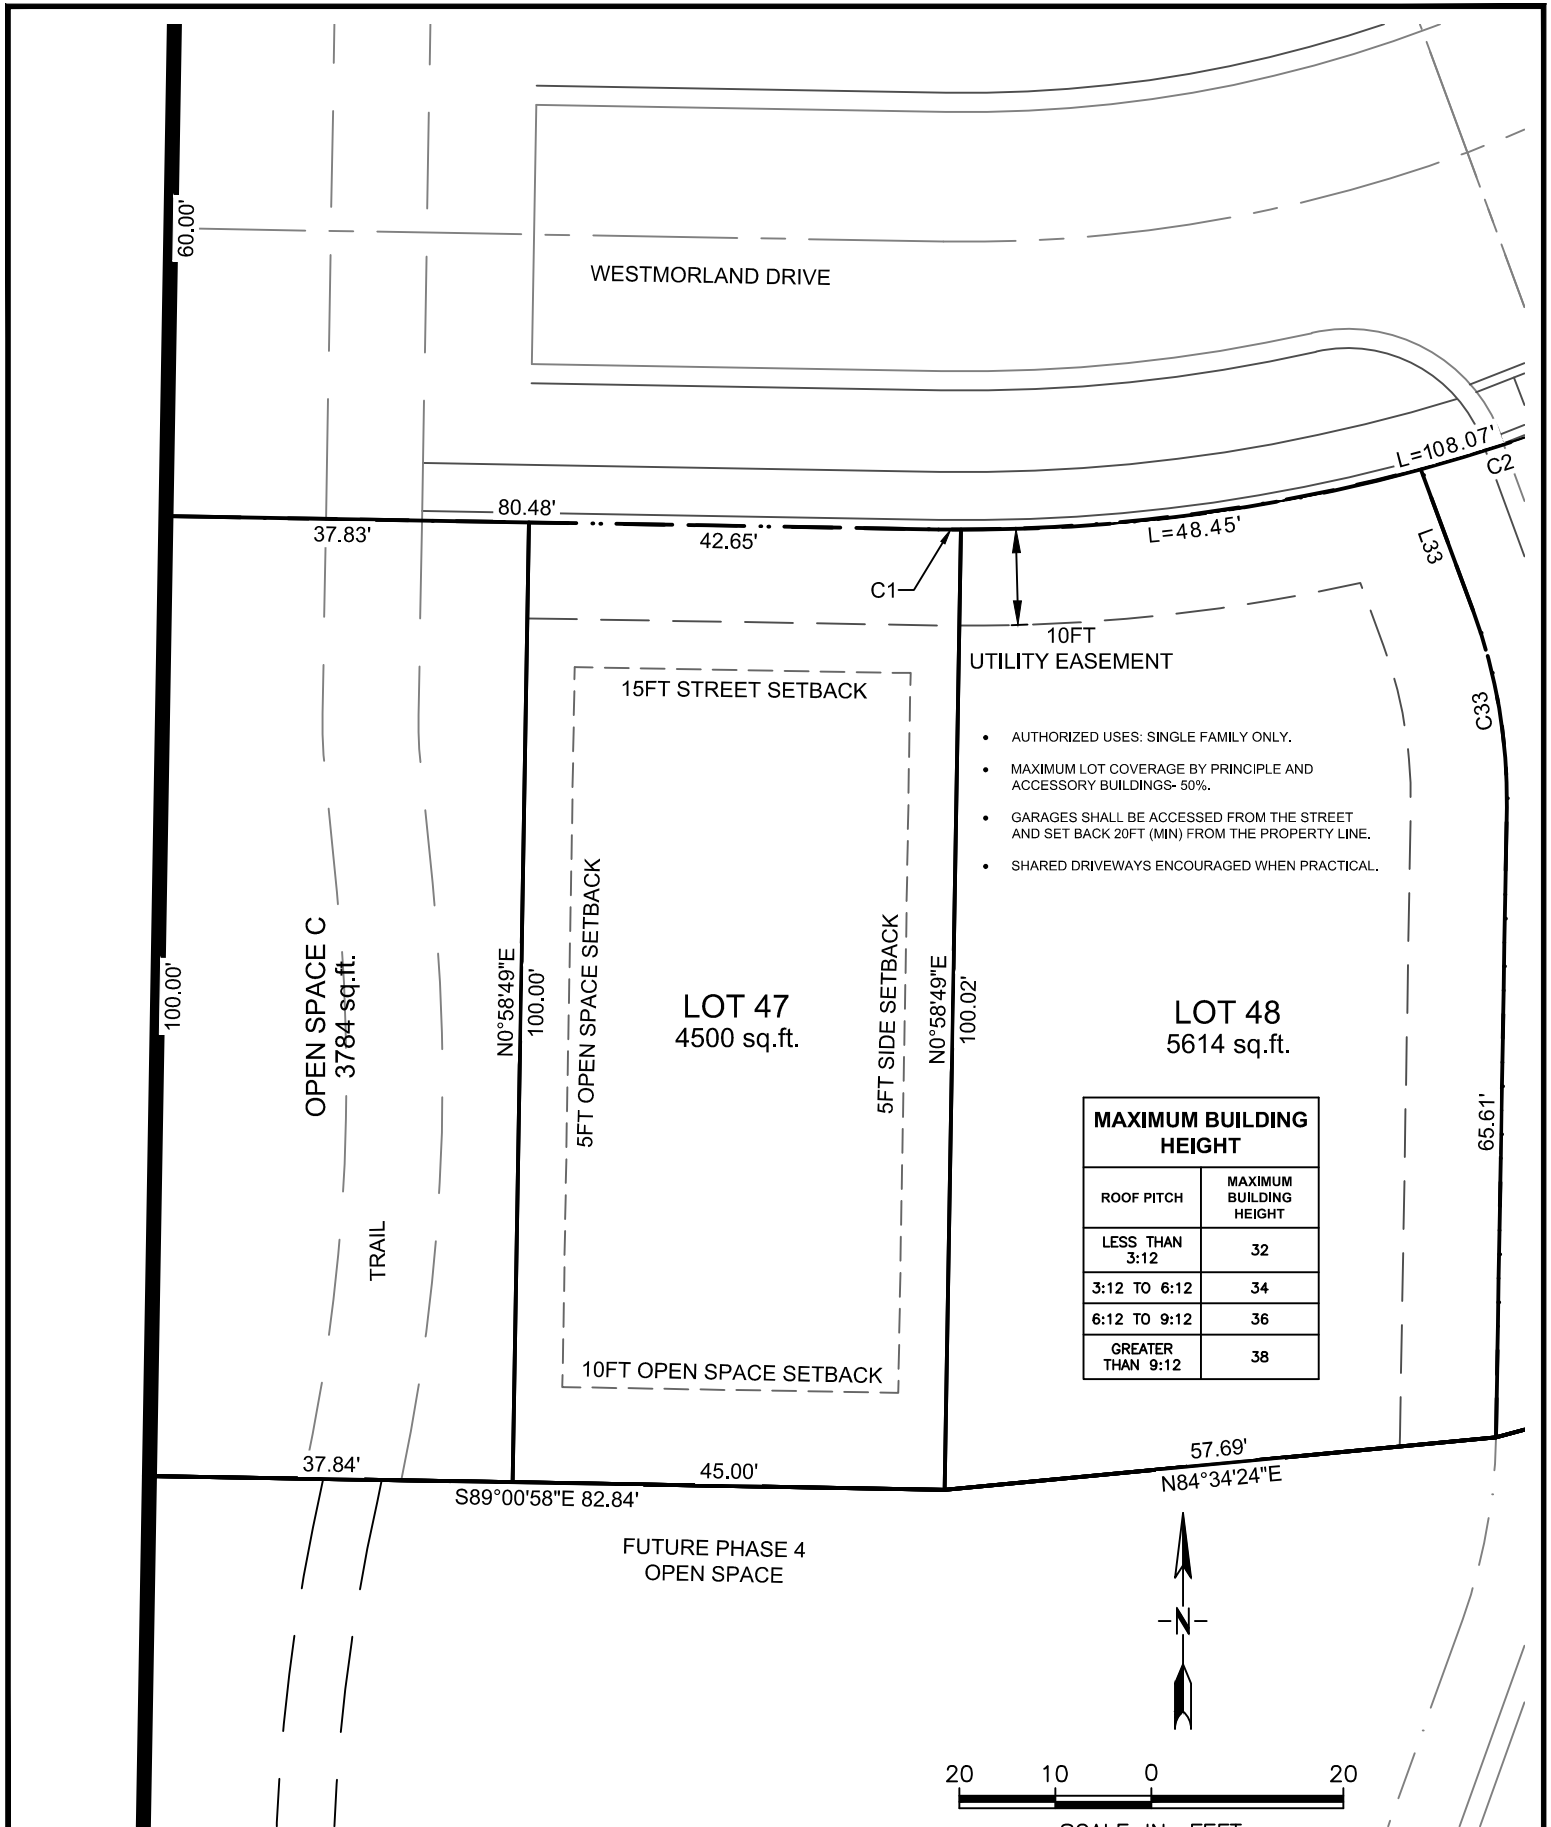 60.00'
WESTMORLAND DRIVE
L=108.07'
C2
80.48'
37.83'
42.65'
L=48.45'
L33
C1
10FT
UTILITY EASEMENT
15FT STREET SETBACK
C33
• AUTHORIZED USES: SINGLE FAMILY ONLY.
• MAXIMUM LOT COVERAGE BY PRINCIPLE AND
ACCESSORY BUILDINGS- 50%.
• GARAGES SHALL BE ACCESSED FROM THE STREET
AND SET BACK 20FT (MIN) FROM THE PROPERTY LINE.
• SHARED DRIVEWAYS ENCOURAGED WHEN PRACTICAL.
100.00'
OPEN SPACE C
3784 sq.ft.
N0°58'49"E
100.00'
5FT OPEN SPACE SETBACK
LOT 47
4500 sq.ft.
5FT SIDE SETBACK
N0°58'49"E
100.02'
LOT 48
5614 sq.ft.
65.61'
MAXIMUM BUILDING
HEIGHT
ROOF PITCH
MAXIMUM
BUILDING
HEIGHT
LESS THAN
3:12
32
3:12 TO 6:12
34
6:12 TO 9:12
36
GREATER
THAN 9:12
38
TRAIL
10FT OPEN SPACE SETBACK
37.84'
45.00'
57.69'
S89°00'58"E 82.84'
N84°34'24"E
FUTURE PHASE 4
OPEN SPACE
N
20 10 0 20
SCALE IN FEET